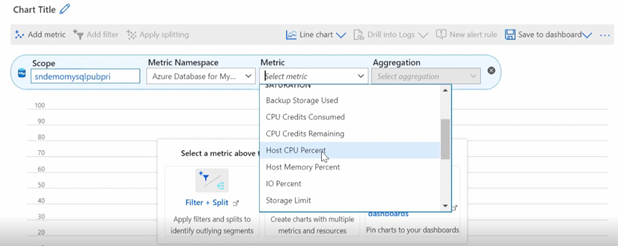 Chart Title
Add metric Add filter Apply splitting Line chart Drill into Logs New alert rule Save to dashboard ...
Scope Metric Namespace Metric Aggregation
sndemomysqlpubpri Azure Database for My... Select metric Select aggregation
SATURATION
Backup Storage Used
CPU Credits Consumed
CPU Credits Remaining
Host CPU Percent
Host Memory Percent
IO Percent
Storage Limit
100
90
80
70
60
50
40
30
Select a metric above t
Filter + Split
Apply filters and splits to
identify outlying segments
Create charts with multiple
metrics and resources
dashboards
Pin charts to your dashboards